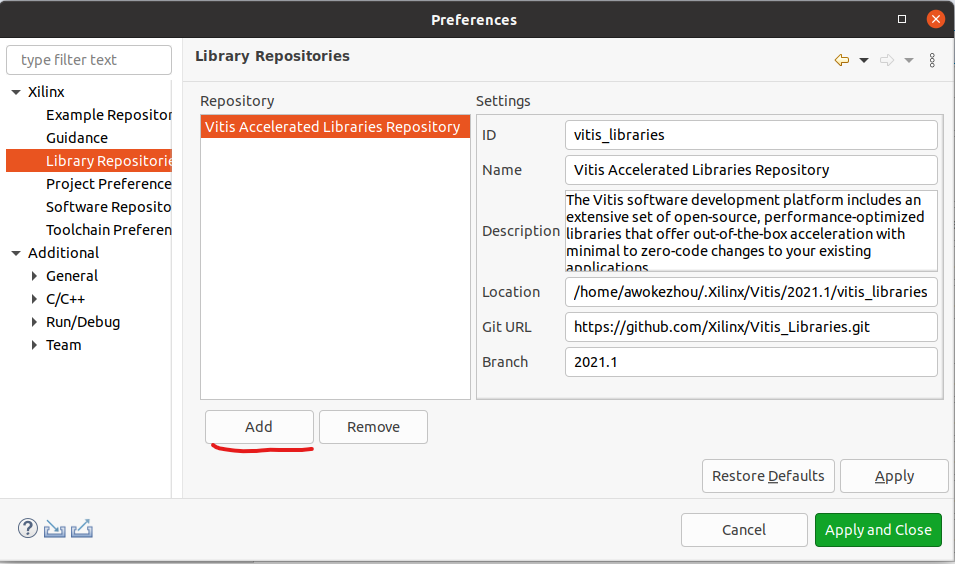 Preferences
type filter text
Xilinx
Example Repositor
Guidance
Library Repositorie
Project Preference
Software Reposito
Toolchain Preferen
Additional
General
C/C++
Run/Debug
Team
Library Repositories
Repository
Vitis Accelerated Libraries Repository
Add
Remove
Settings
ID
vitis_libraries
Name
Vitis Accelerated Libraries Repository
Description
The Vitis software development platform includes an
extensive set of open-source, performance-optimized
libraries that offer out-of-the-box acceleration with
minimal to zero-code changes to your existing
applications.
Location
/home/awokezhou/.Xilinx/Vitis/2021.1/vitis_libraries
Git URL
https://github.com/Xilinx/Vitis_Libraries.git
Branch
2021.1
Restore Defaults
Apply
?
Cancel
Apply and Close